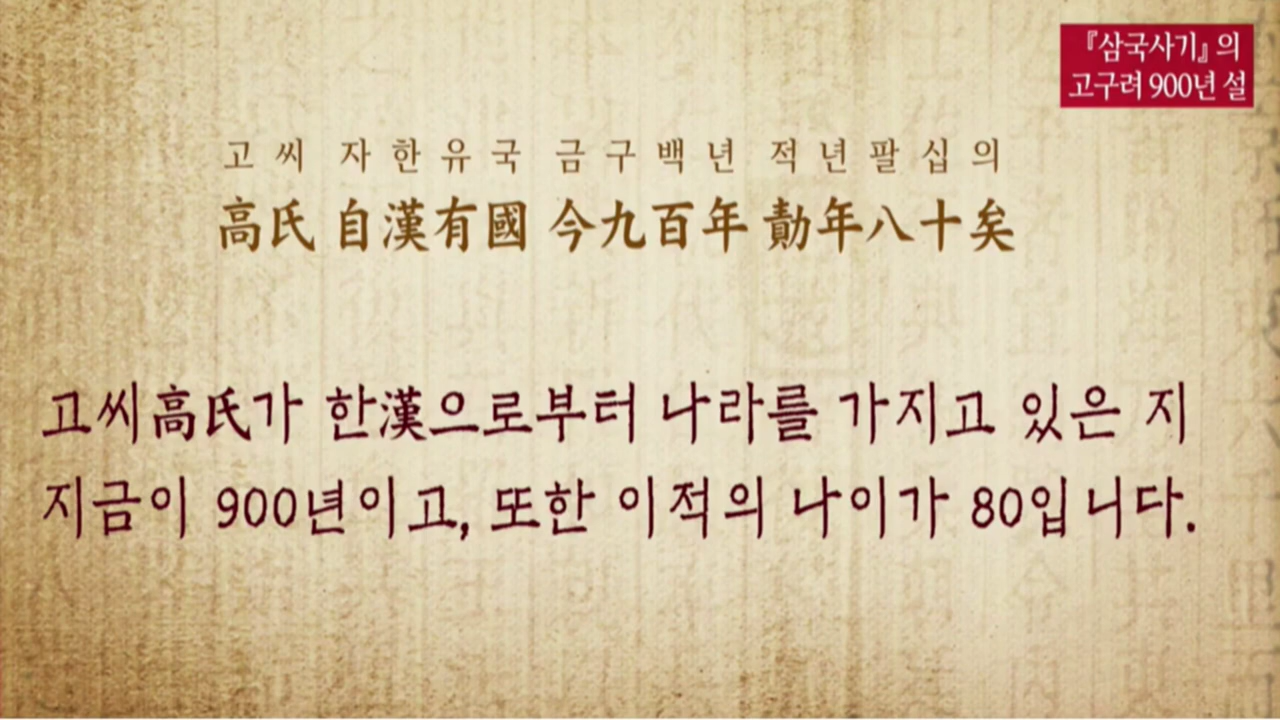 『삼국사기』의
고구려 900년 설
고씨 자한유국 금구백년 적년팔십의
高氏 自漢有國 今九百年 勣年八十矣
고씨高氏가 한漢으로부터 나라를 가지고 있은 지
지금이 900년이고, 또한 이적의 나이가 80입니다.